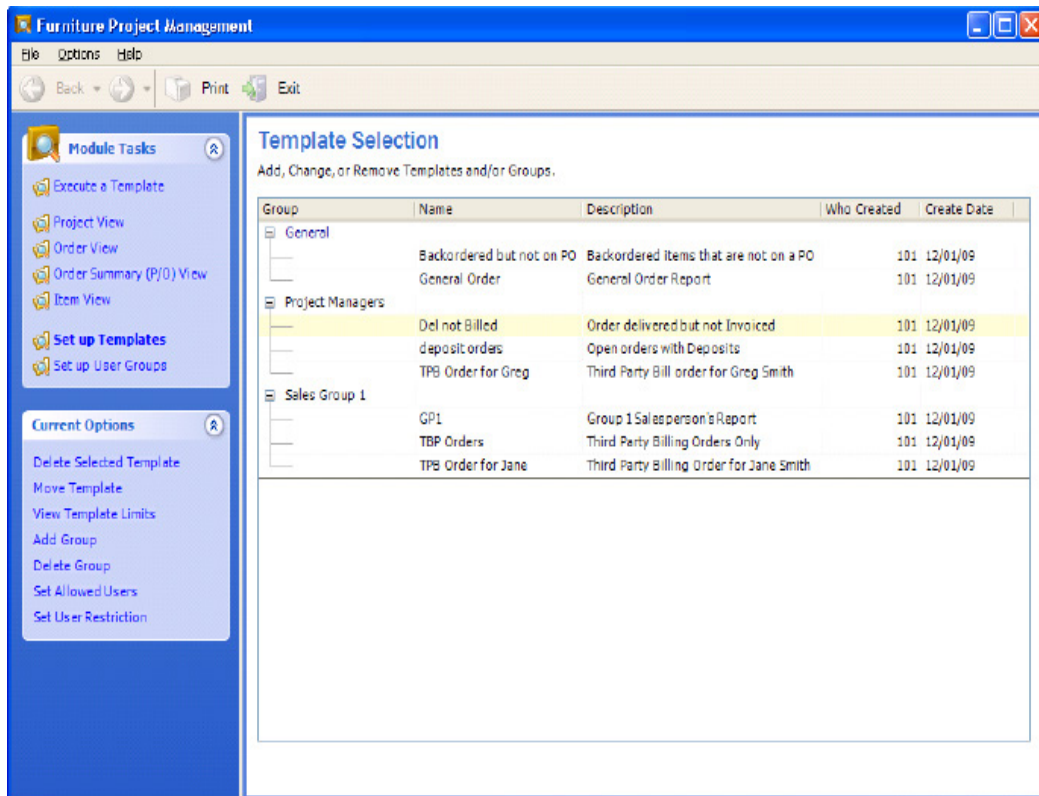 Furniture Project Management
File Options Help
Back Print Exit
Module Tasks
Execute a Template
Project View
Order View
Order Summary (P/O) View
Item View
Set up Templates
Set up User Groups
Current Options
Delete Selected Template
Move Template
View Template Limits
Add Group
Delete Group
Set Allowed Users
Set User Restriction
Template Selection
Add, Change, or Remove Templates and/or Groups.
Group Name Description Who Created Create Date
General
Backordered but not on PO Backordered Items that are not on a PO 101 12/01/09
General Order General Order Report 101 12/01/09
Project Managers
Del not Billed Order delivered but not Invoiced 101 12/01/09
deposit orders Open orders with Deposits 101 12/01/09
TPB Order for Greg Third Party Bill order for Greg Smith 101 12/01/09
Sales Group 1
GP1 Group 1 Salesperson's Report 101 12/01/09
TBP Orders Third Party Billing Orders Only 101 12/01/09
TPB Order for Jane Third Party Billing Order for Jane Smith 101 12/01/09